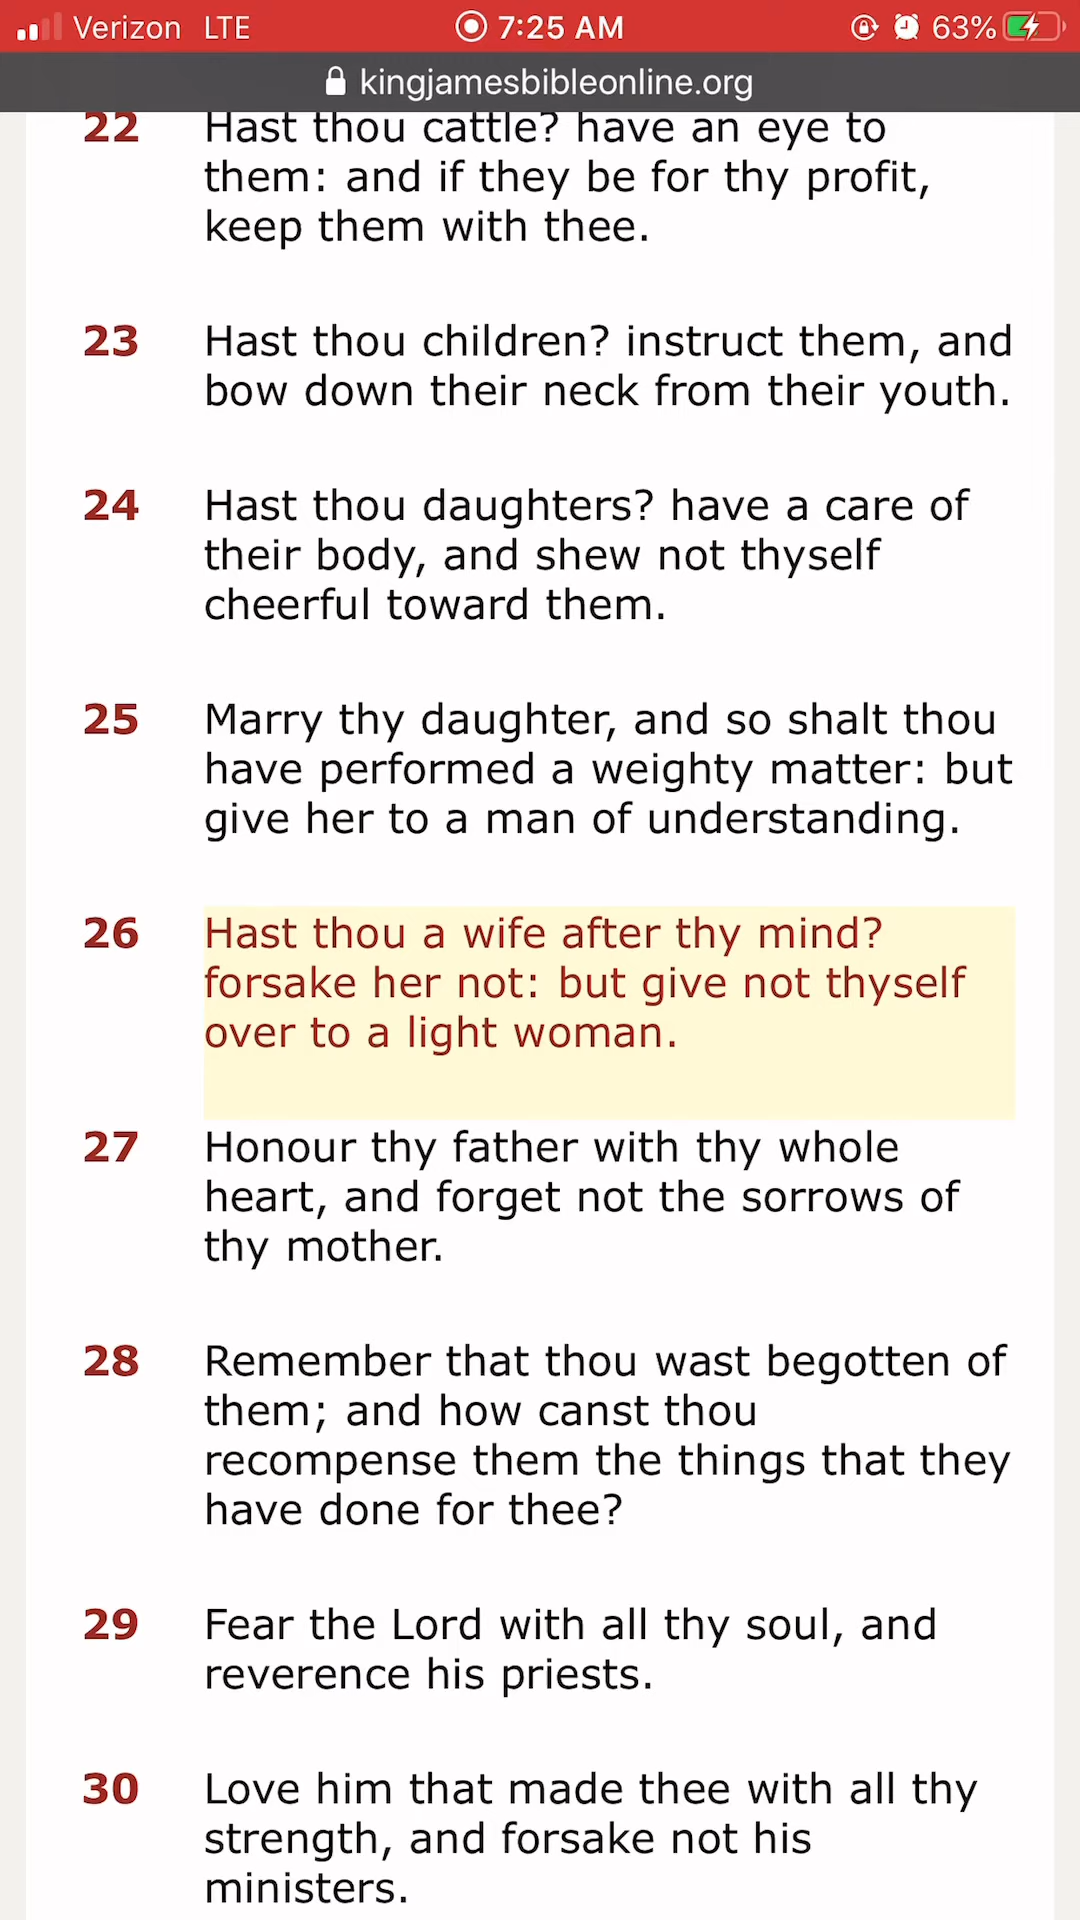 Verizon LTE 7:25 AM 63%
kingjamesbibleonline.org
22 Hast thou cattle? have an eye to
them: and if they be for thy profit,
keep them with thee.
23 Hast thou children? instruct them, and
bow down their neck from their youth.
24 Hast thou daughters? have a care of
their body, and shew not thyself
cheerful toward them.
25 Marry thy daughter, and so shalt thou
have performed a weighty matter: but
give her to a man of understanding.
26 Hast thou a wife after thy mind?
forsake her not: but give not thyself
over to a light woman.
27 Honour thy father with thy whole
heart, and forget not the sorrows of
thy mother.
28 Remember that thou wast begotten of
them; and how canst thou
recompense them the things that they
have done for thee?
29 Fear the Lord with all thy soul, and
reverence his priests.
30 Love him that made thee with all thy
strength, and forsake not his
ministers.